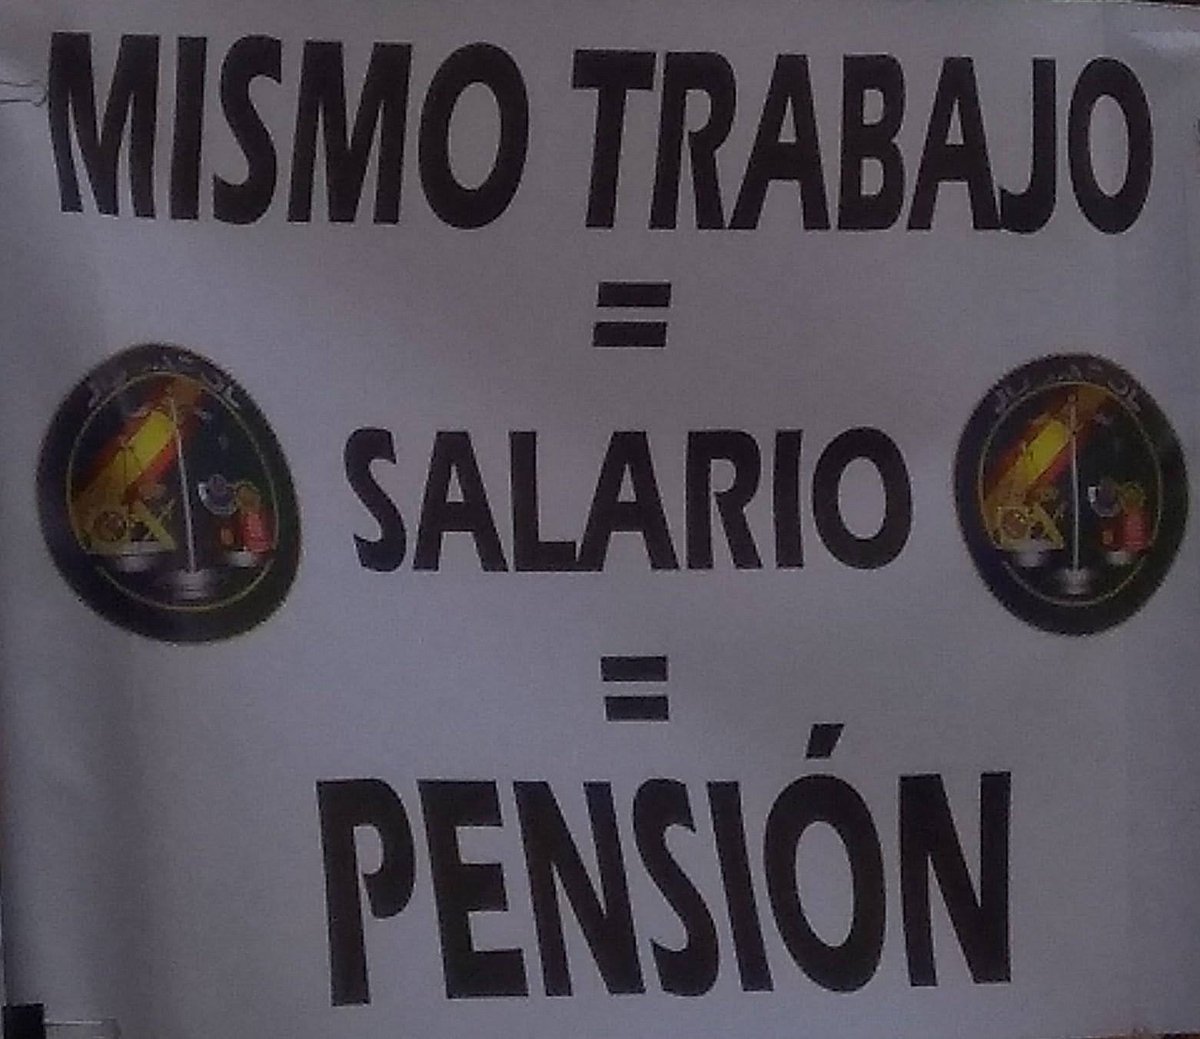 MISMO TRABAJO
=
SALARIO
=
PENSIÓN